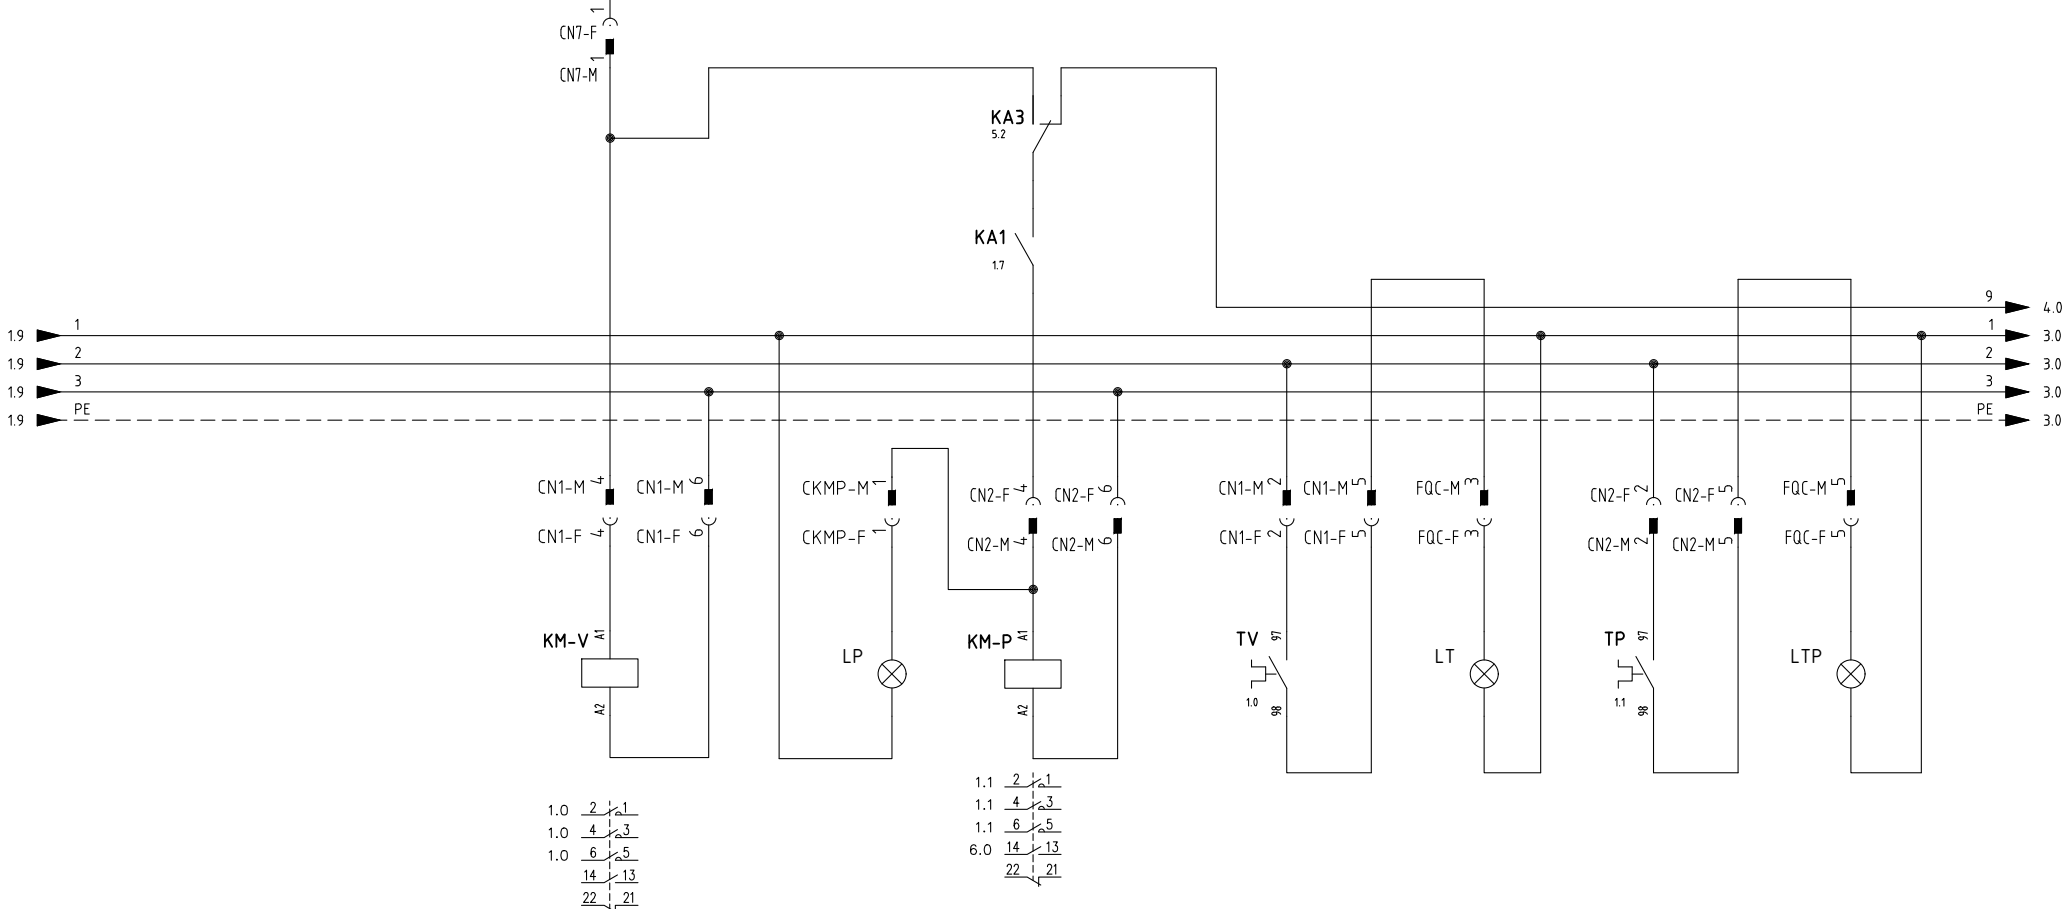 1
CN7-F
1
CN7-M
KA3
5.2
KA1
1.7
9
4.0
1.9
1
1
3.0
1.9
2
2
3.0
1.9
3
3
3.0
1.9
PE
PE
3.0
CN1-M 4
CN1-M 6
CKMP-M 1
CN2-F 4
CN2-F 6
CN1-M 2
CN1-M 5
FQC-M 3
CN2-F 2
CN2-F 5
FQC-M 5
CN1-F 4
CN1-F 6
CKMP-F 1
CN2-M 4
CN2-M 6
CN1-F 2
CN1-F 5
FQC-F 3
CN2-M 2
CN2-M 5
FQC-F 5
KM-V
A1
A2
LP
KM-P
A1
A2
TV
97
1.0
98
LT
TP
97
1.1
98
LTP
1.0 2 1
1.0 4 3
1.0 6 5
14 13
22 21
1.1 2 1
1.1 4 3
1.1 6 5
6.0 14 13
22 21